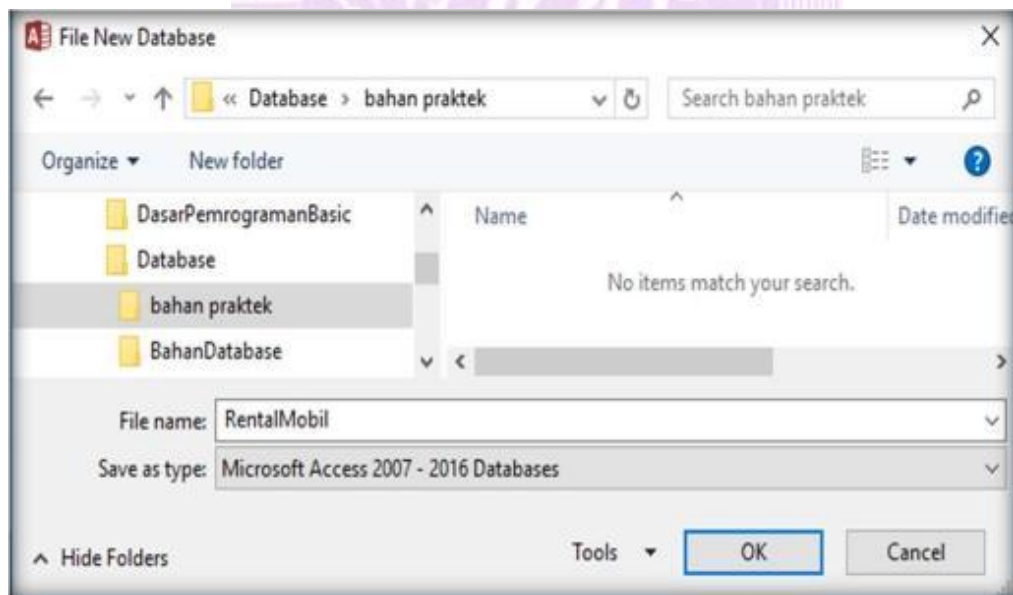 File New Database
« Database › bahan praktek
Search bahan praktek
Organize
New folder
DasarPemrogramanBasic
Database
bahan praktek
BahanDatabase
Name
Date modified
No items match your search.
File name: RentalMobil
Save as type: Microsoft Access 2007 - 2016 Databases
Hide Folders
Tools
OK
Cancel